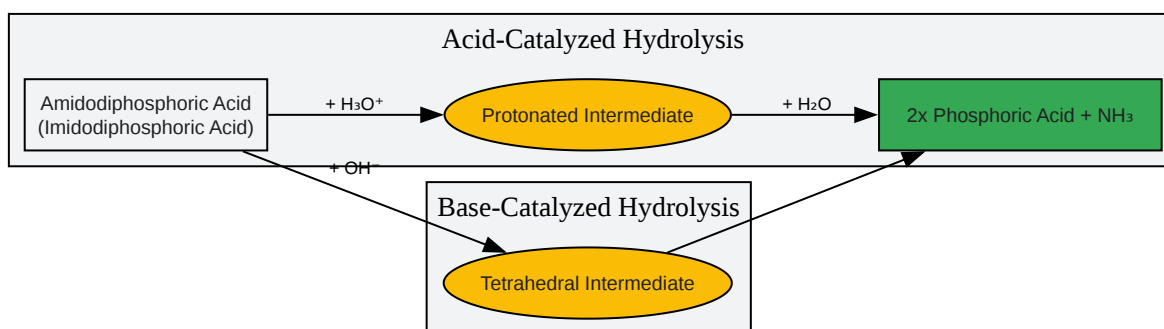 Acid-Catalyzed Hydrolysis
Amidodiphosphoric Acid
(Imidodiphosphoric Acid)
+ H₃O⁺
Protonated Intermediate
+ H₂O
2x Phosphoric Acid + NH₃
+ OH⁻
Base-Catalyzed Hydrolysis
Tetrahedral Intermediate